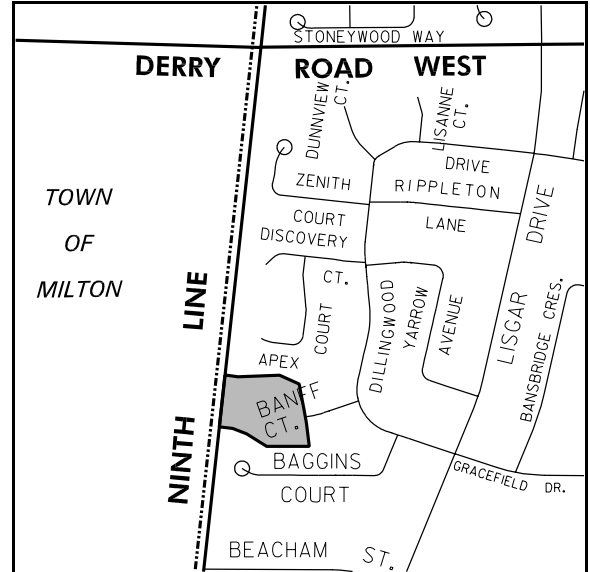 STONEYWOOD WAY
DERRY ROAD WEST
DUNNVIEW CT.
LISANNE CT.
DRIVE
ZENITH
RIPPLETON
TOWN
OF
MILTON
COURT
LANE
DRIVE
DISCOVERY
CT.
LINE
COURT
DILLINGWOOD
YARROW
AVENUE
LISGAR
BANSBRIDGE CRES.
APEX
BANFF
CT.
NINTH
BAGGINS
COURT
GRACEFIELD DR.
BEACHAM ST.